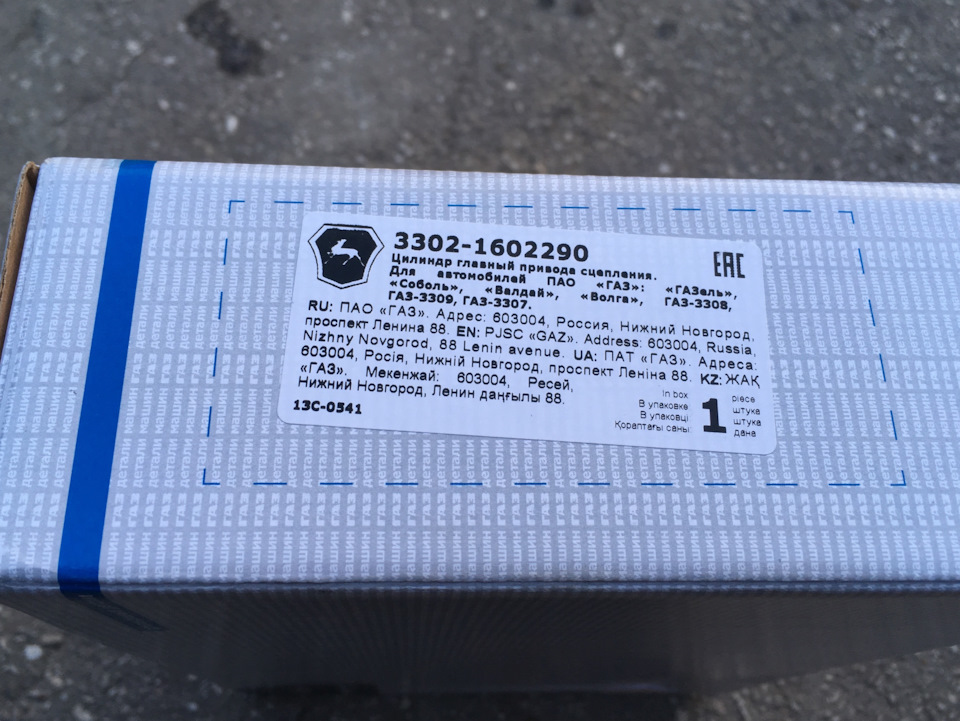 3302-1602290
Цилиндр главный привода сцепления.
Для автомобилей ПАО «ГАЗ»: «ГАЗель»,
«Соболь», «Валдай», «Волга», ГАЗ-3308,
ГАЗ-3309, ГАЗ-3307.
EAC
RU: ПАО «ГАЗ». Адрес: 603004, Россия, Нижний Новгород,
проспект Ленина 88. EN: PJSC «GAZ». Address: 603004, Russia,
Nizhny Novgorod, 88 Lenin avenue. UA: ПАТ «ГАЗ». Адреса:
603004, Росія, Нижній Новгород, проспект Леніна 88. KZ: ЖАҚ
«ГАЗ». Мекенжай: 603004, Ресей,
Нижний Новгород, Ленин даңғылы 88.
13С-0541
In box
В упаковке
В упаковці
Қораптағы саны
1
piece
штука
штука
дана